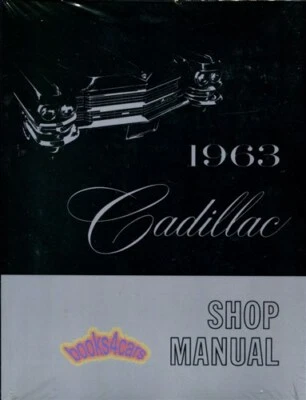 1963
Cadillac
SHOP
MANUAL
books4cars